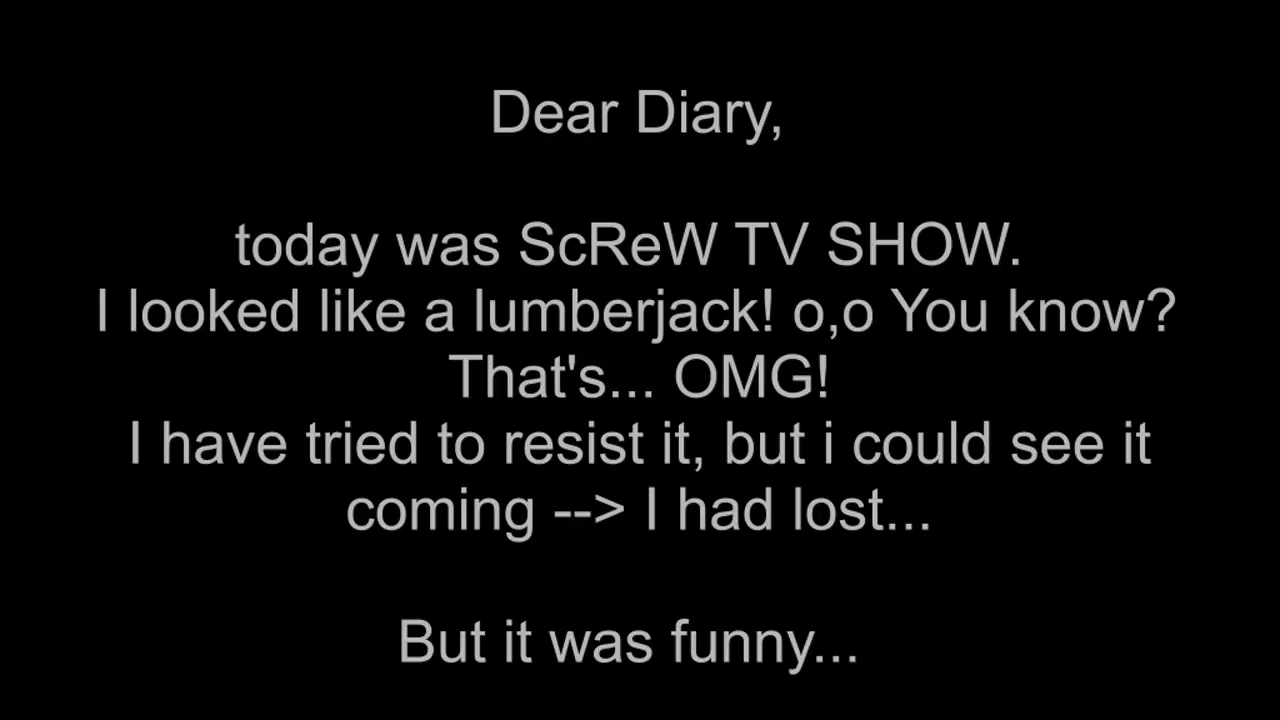 Dear Diary,
today was ScReW TV SHOW.
I looked like a lumberjack! o,o You know?
That's... OMG!
I have tried to resist it, but i could see it
coming --> I had lost...
But it was funny...